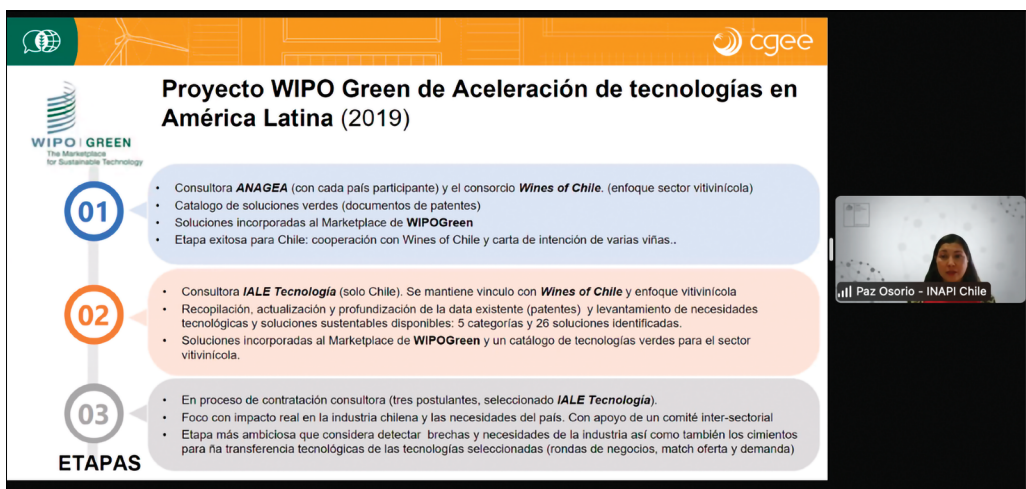 cgee
Proyecto WIPO Green de Aceleración de tecnologías en
América Latina (2019)
WIPO | GREEN
The Marketplace
for Sustainable Technology
01
• Consultora ANAGEA (con cada país participante) y el consorcio Wines of Chile. (enfoque sector vitivinícola)
• Catalogo de soluciones verdes (documentos de patentes)
• Soluciones incorporadas al Marketplace de WIPOGreen
• Etapa exitosa para Chile: cooperación con Wines of Chile y carta de intención de varias viñas..
02
• Consultora IALE Tecnología (solo Chile). Se mantiene vinculo con Wines of Chile y enfoque vitivinícola
• Recopilación, actualización y profundización de la data existente (patentes) y levantamiento de necesidades
tecnológicas y soluciones sustentables disponibles: 5 categorías y 26 soluciones identificadas.
• Soluciones incorporadas al Marketplace de WIPOGreen y un catálogo de tecnologías verdes para el sector
vitivinícola.
03
• En proceso de contratación consultora (tres postulantes, seleccionado IALE Tecnología).
• Foco con impacto real en la industria chilena y las necesidades del país. Con apoyo de un comité inter-sectorial
• Etapa más ambiciosa que considera detectar brechas y necesidades de la industria así como también los cimientos
para ña transferencia tecnológicas de las tecnologías seleccionadas (rondas de negocios, match oferta y demanda)
ETAPAS
Paz Osorio - INAPI Chile